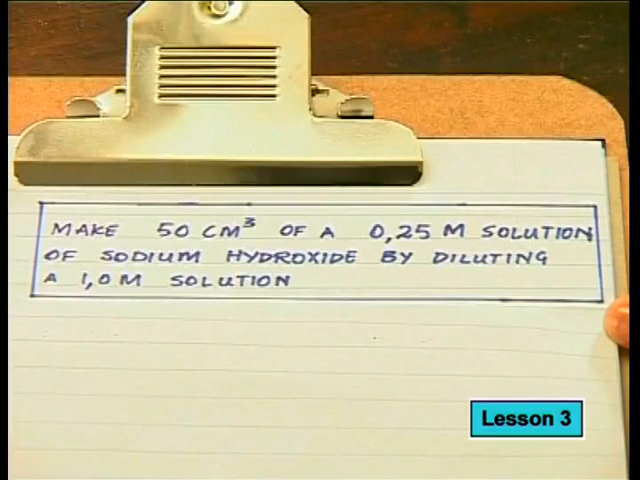 MAKE 50 CM³ OF A 0,25 M SOLUTION
OF SODIUM HYDROXIDE BY DILUTING
A 1,0 M SOLUTION
Lesson 3